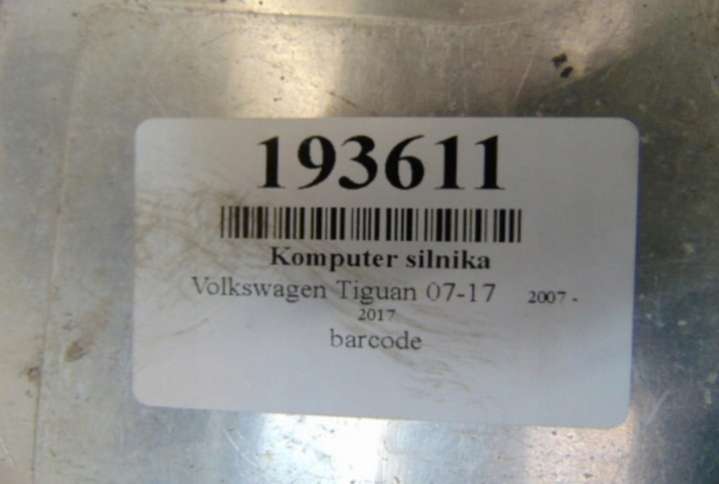 193611
Komputer silnika
Volkswagen Tiguan 07-17 2007 -
2017
barcode